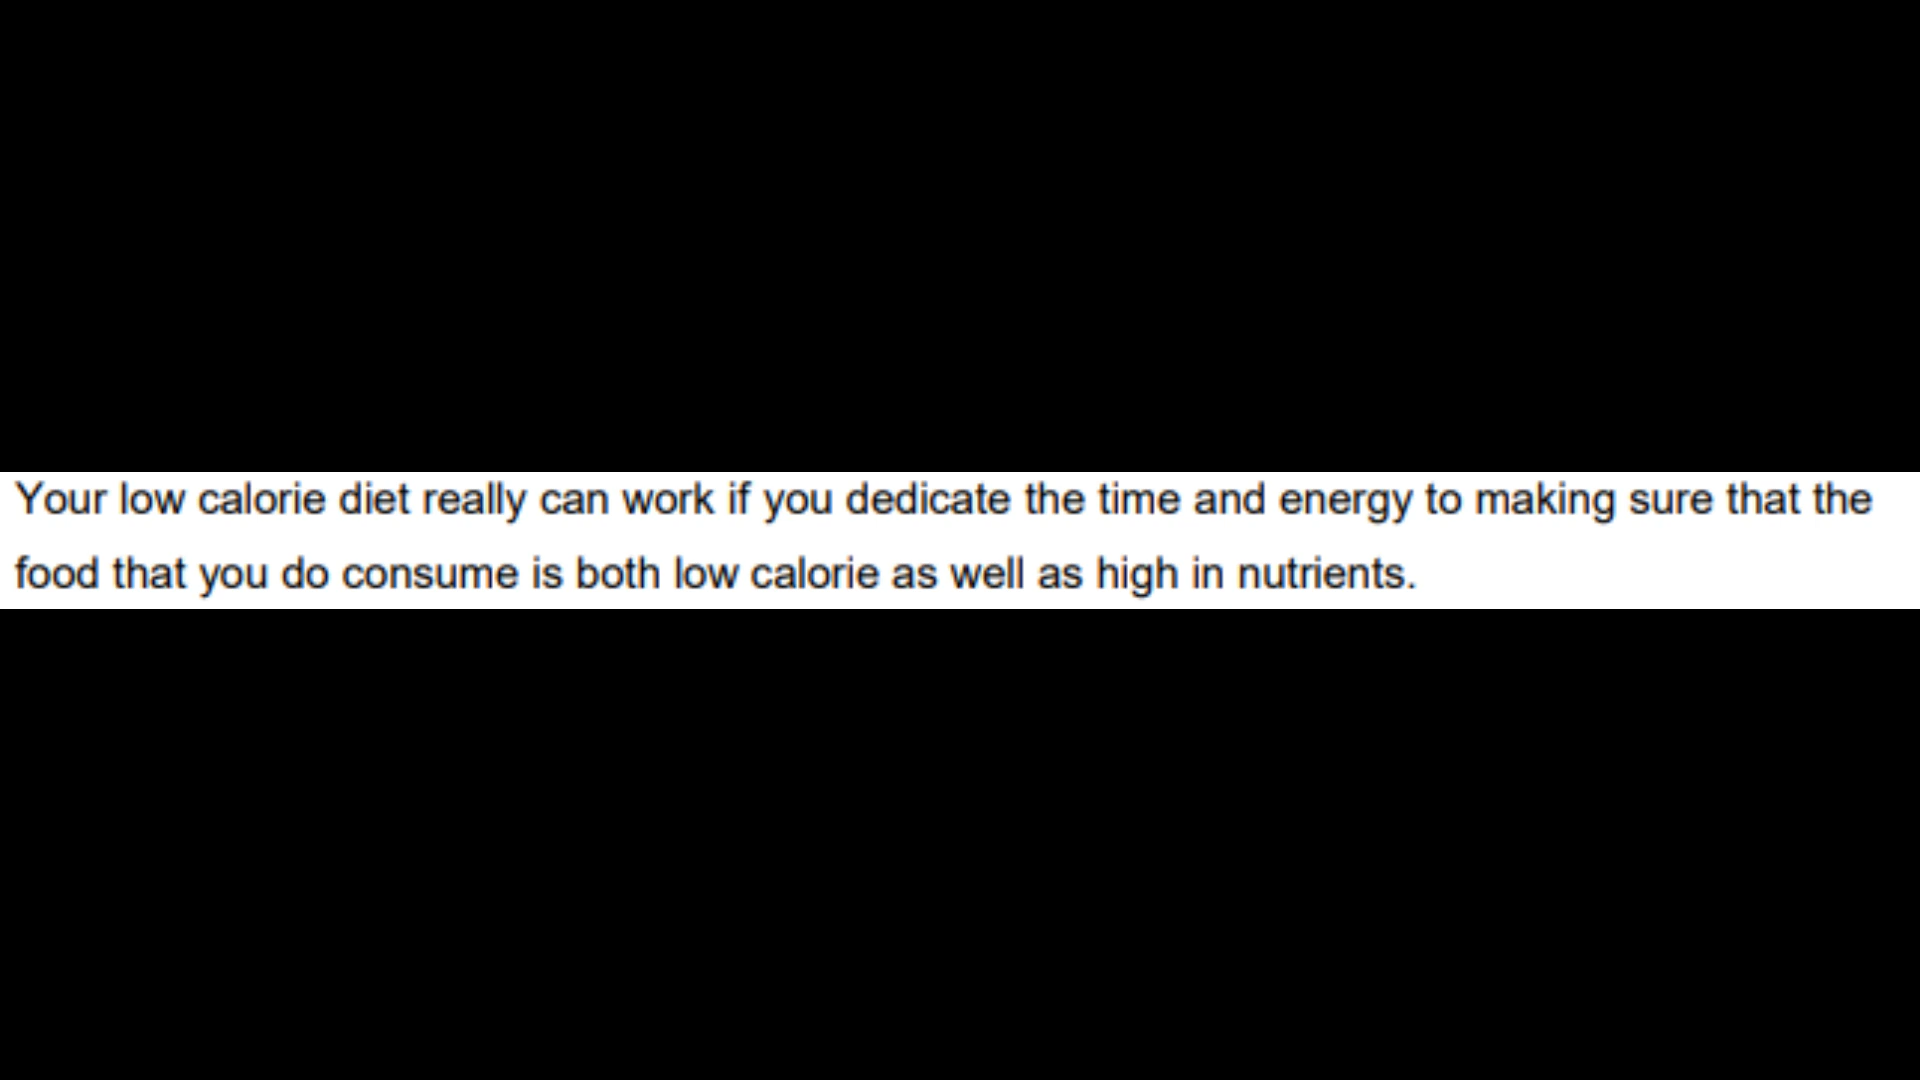 Your low calorie diet really can work if you dedicate the time and energy to making sure that the
food that you do consume is both low calorie as well as high in nutrients.